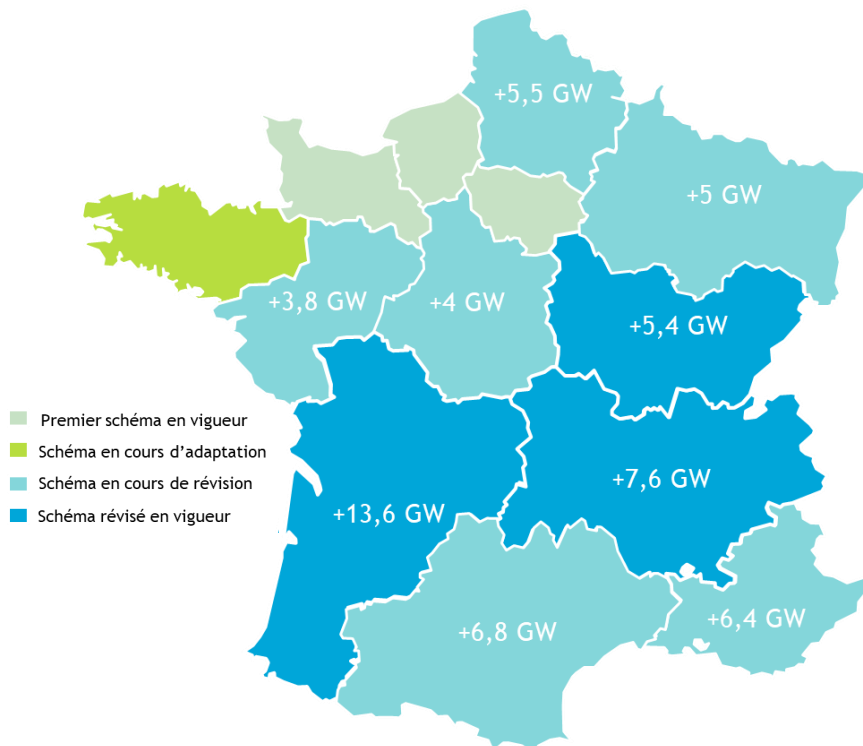 +5,5 GW
+5 GW
+3,8 GW
+4 GW
+5,4 GW
Premier schéma en vigueur
Schéma en cours d'adaptation
Schéma en cours de révision
Schéma révisé en vigueur
+7,6 GW
+13,6 GW
+6,8 GW
+6,4 GW